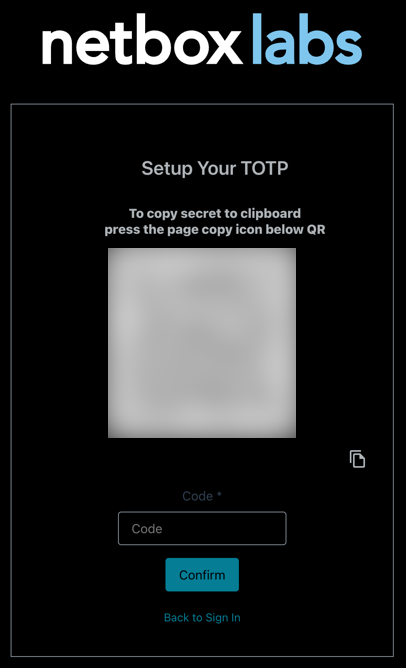 netbox labs
Setup Your TOTP
To copy secret to clipboard
press the page copy icon below QR
Code *
Code
Confirm
Back to Sign In